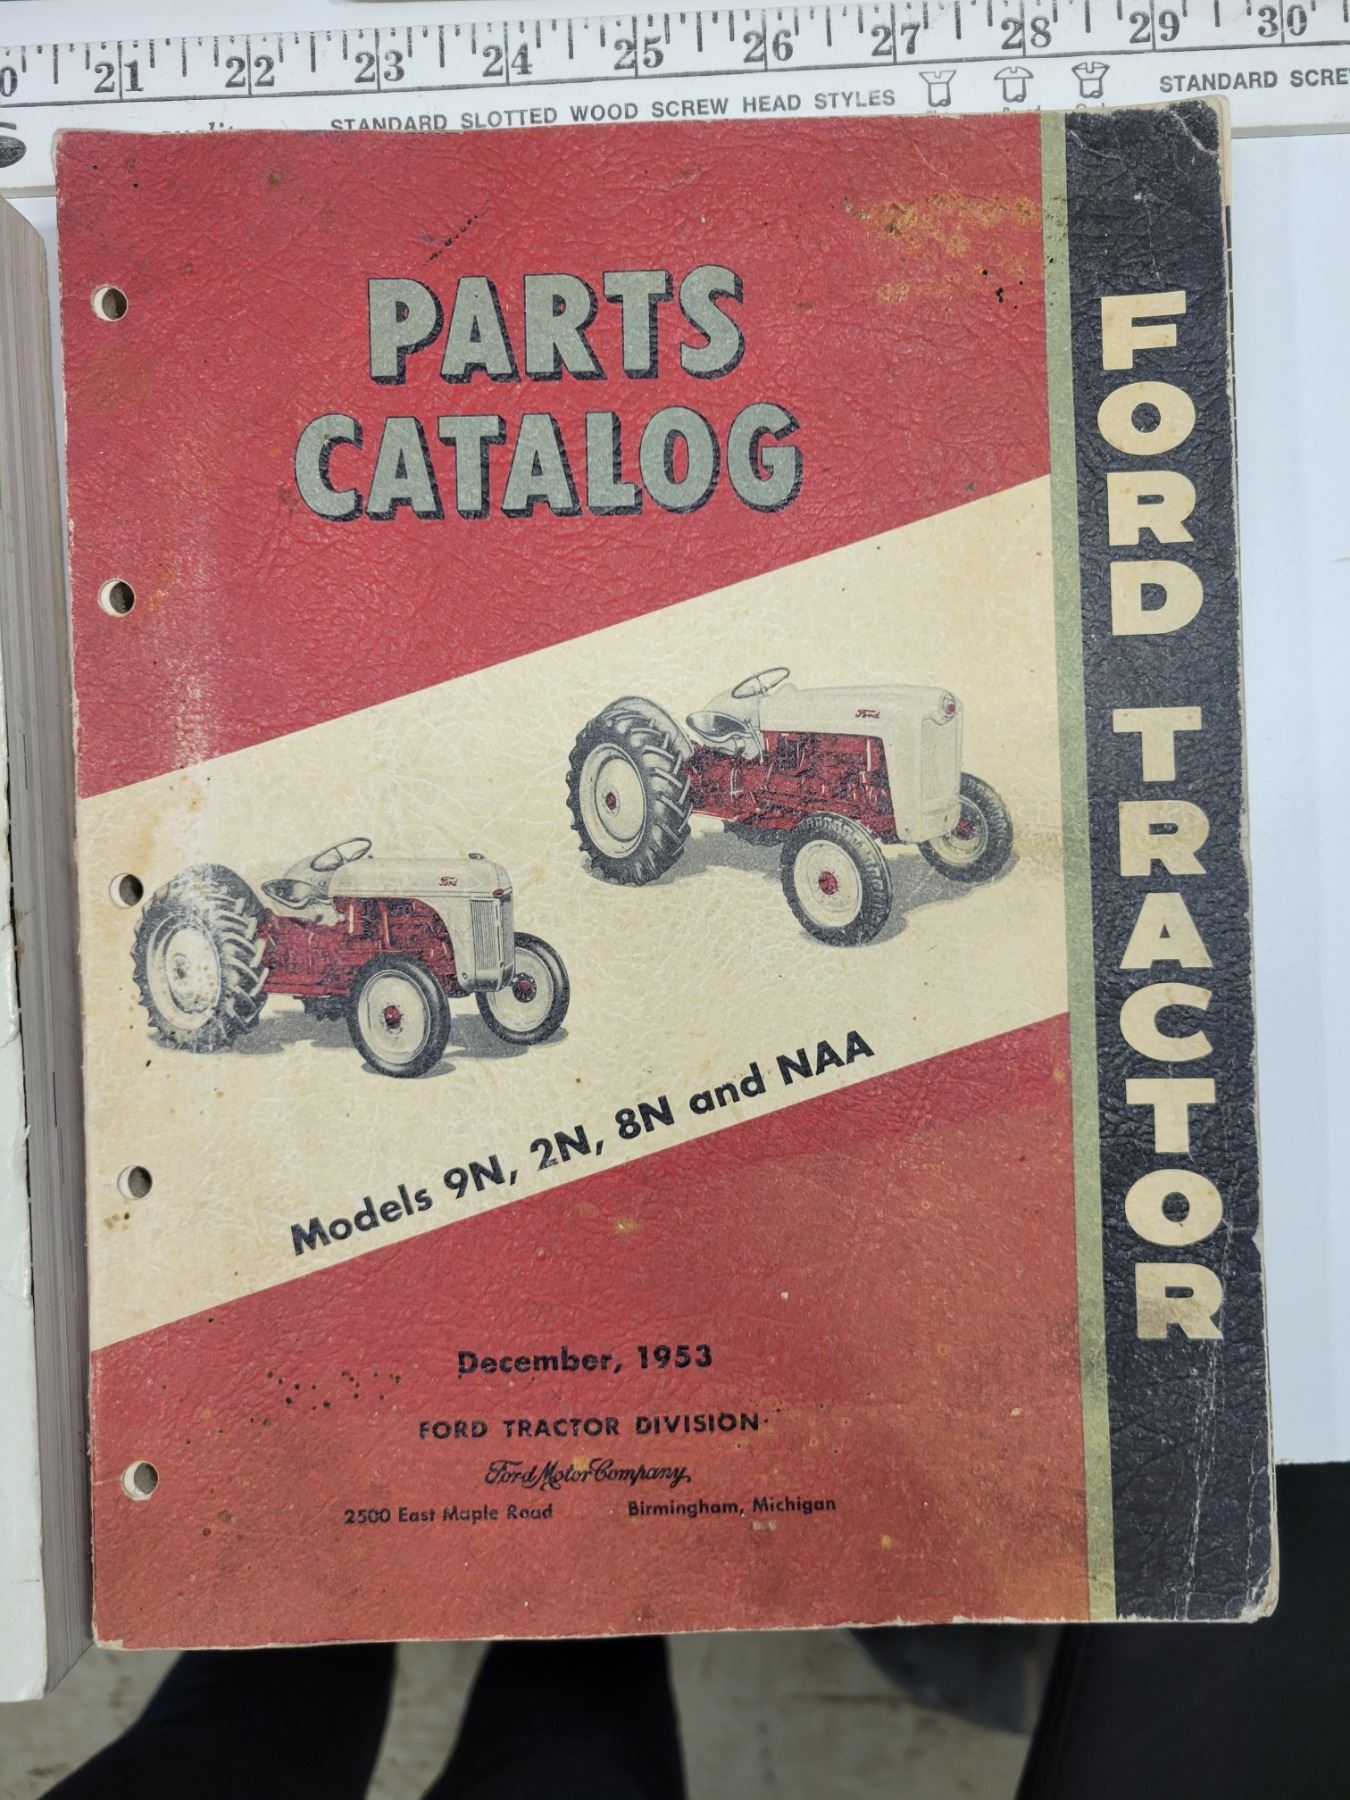 21 22 23 24 25 26 27 28 29 30
STANDARD SLOTTED WOOD SCREW HEAD STYLES
STANDARD
PARTS
CATALOG
Ford
Ford
Models 9N, 2N, 8N and NAA
December, 1953
FORD TRACTOR DIVISION
Ford Motor Company
2500 East Maple Road Birmingham, Michigan
FORD TRACTOR